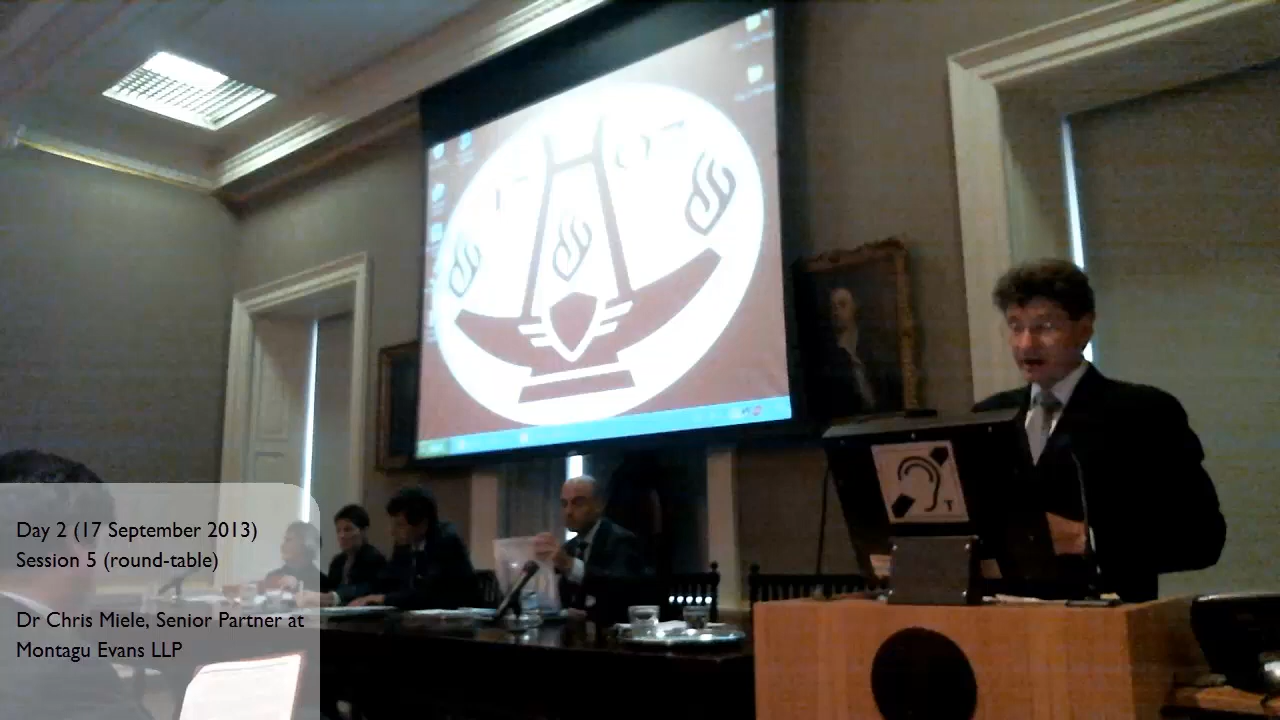 Day 2 (17 September 2013)
Session 5 (round-table)
Dr Chris Miele, Senior Partner at
Montagu Evans LLP
T